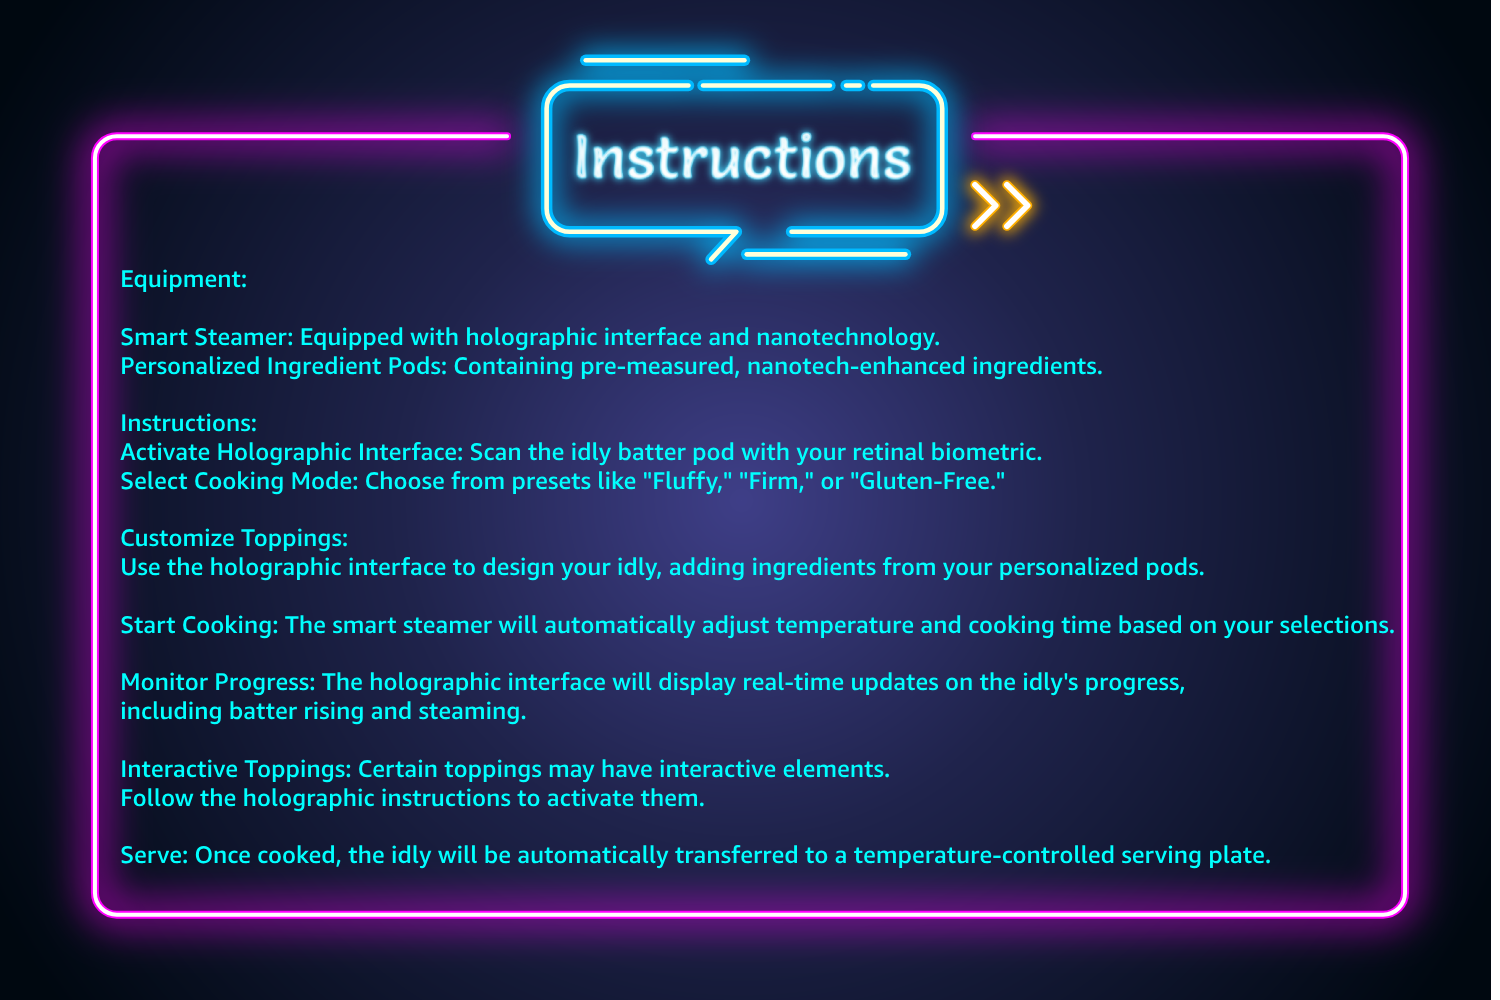 Instructions
Equipment:
Smart Steamer: Equipped with holographic interface and nanotechnology.
Personalized Ingredient Pods: Containing pre-measured, nanotech-enhanced ingredients.
Instructions:
Activate Holographic Interface: Scan the idly batter pod with your retinal biometric.
Select Cooking Mode: Choose from presets like "Fluffy," "Firm," or "Gluten-Free."
Customize Toppings:
Use the holographic interface to design your idly, adding ingredients from your personalized pods.
Start Cooking: The smart steamer will automatically adjust temperature and cooking time based on your selections.
Monitor Progress: The holographic interface will display real-time updates on the idly's progress,
including batter rising and steaming.
Interactive Toppings: Certain toppings may have interactive elements.
Follow the holographic instructions to activate them.
Serve: Once cooked, the idly will be automatically transferred to a temperature-controlled serving plate.